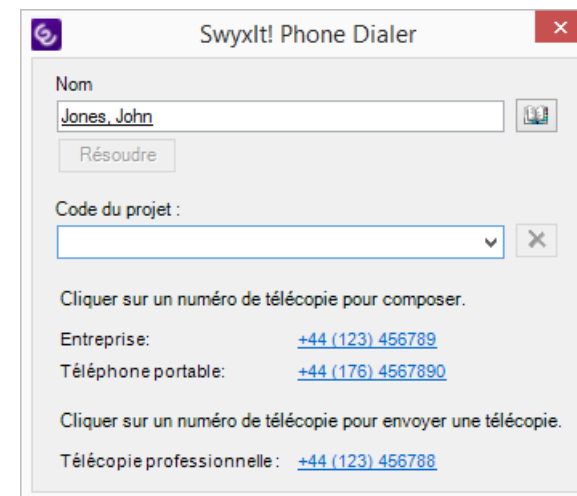 SwyxIt! Phone Dialer
Nom
Jones, John
Résoudre
Code du projet :
Cliquer sur un numéro de télécopie pour composer.
Entreprise: +44 (123) 456789
Téléphone portable: +44 (176) 4567890
Cliquer sur un numéro de télécopie pour envoyer une télécopie.
Télécopie professionnelle : +44 (123) 456788